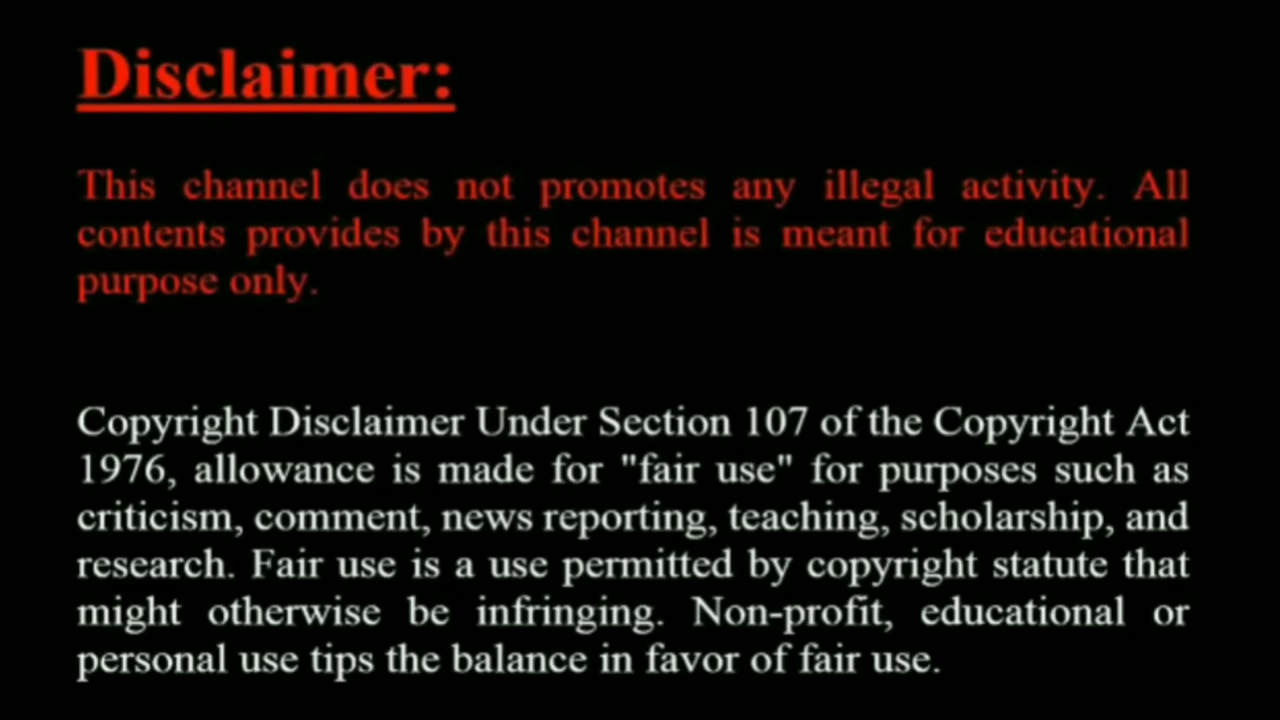 Disclaimer:
This channel does not promotes any illegal activity. All
contents provides by this channel is meant for educational
purpose only.
Copyright Disclaimer Under Section 107 of the Copyright Act
1976, allowance is made for "fair use" for purposes such as
criticism, comment, news reporting, teaching, scholarship, and
research. Fair use is a use permitted by copyright statute that
might otherwise be infringing. Non-profit, educational or
personal use tips the balance in favor of fair use.